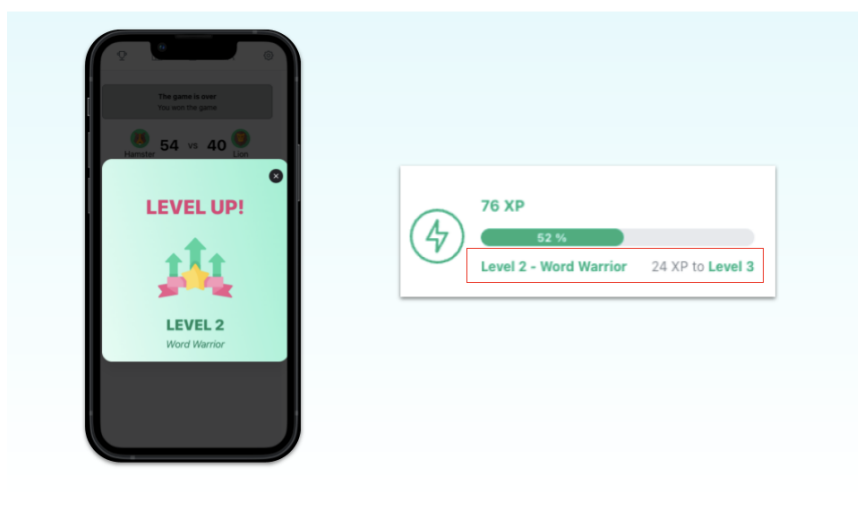 The game is over
You won the game
54 vs 40
Hamster Lion
LEVEL UP!
LEVEL 2
Word Warrior
76 XP
52 %
Level 2 - Word Warrior 24 XP to Level 3